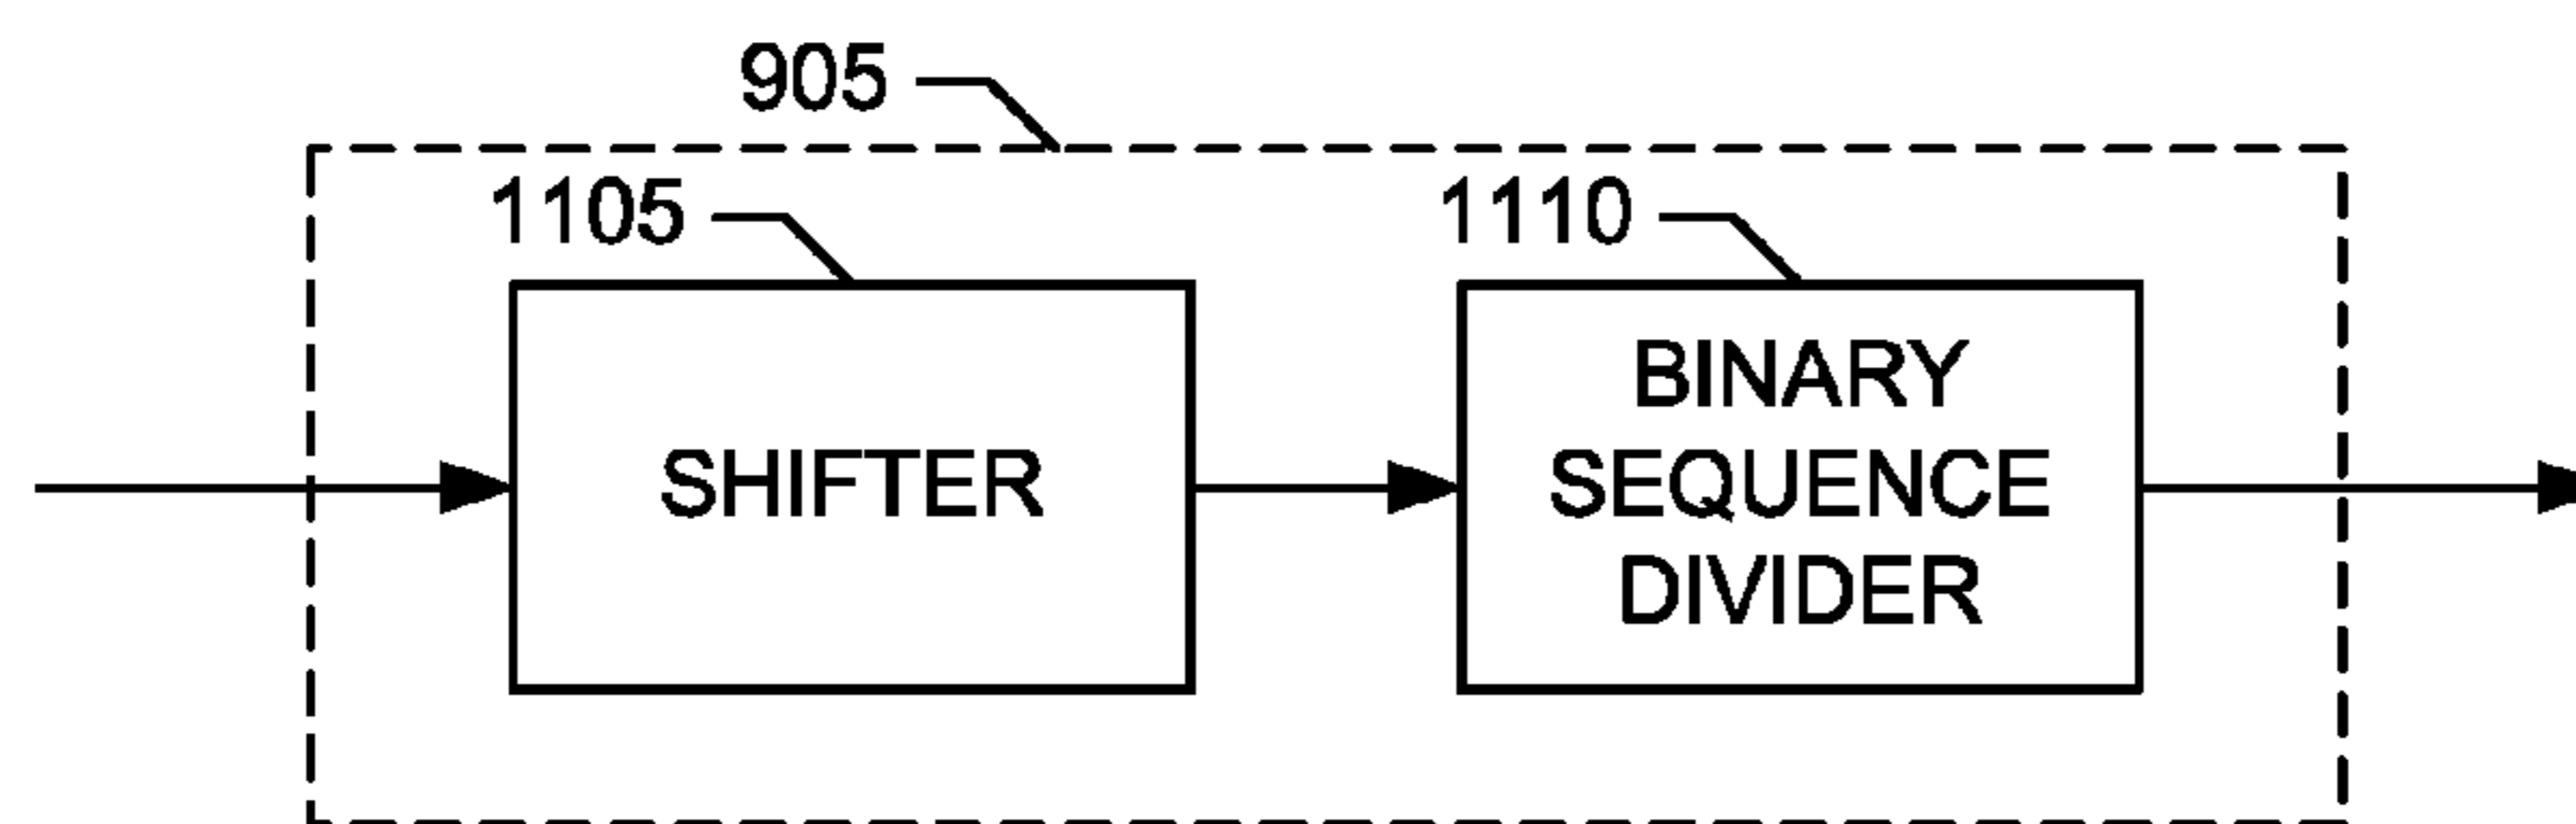 905
1105
1110
SHIFTER
BINARY
SEQUENCE
DIVIDER